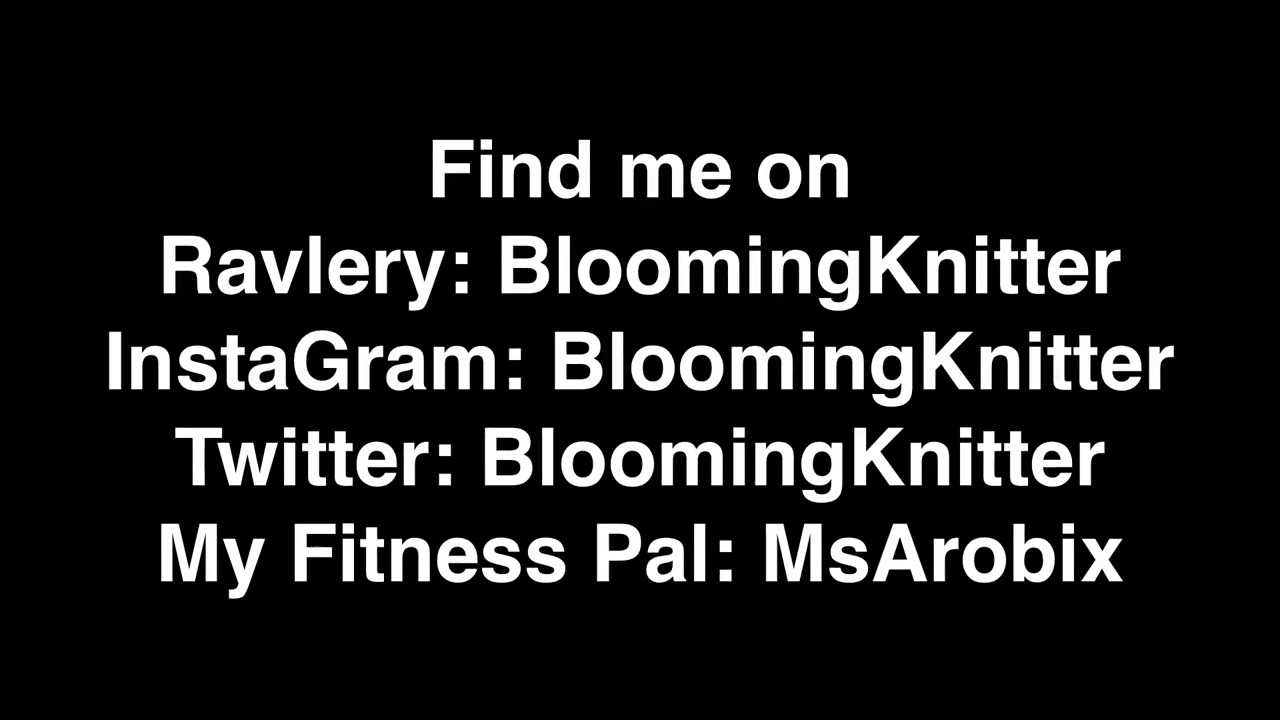 Find me on
Ravlery: BloomingKnitter
InstaGram: BloomingKnitter
Twitter: BloomingKnitter
My Fitness Pal: MsArobix